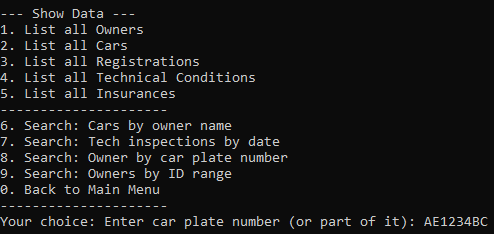 --- Show Data ---
1. List all Owners
2. List all Cars
3. List all Registrations
4. List all Technical Conditions
5. List all Insurances
---------------------
6. Search: Cars by owner name
7. Search: Tech inspections by date
8. Search: Owner by car plate number
9. Search: Owners by ID range
0. Back to Main Menu
---------------------
Your choice: Enter car plate number (or part of it): AE1234BC